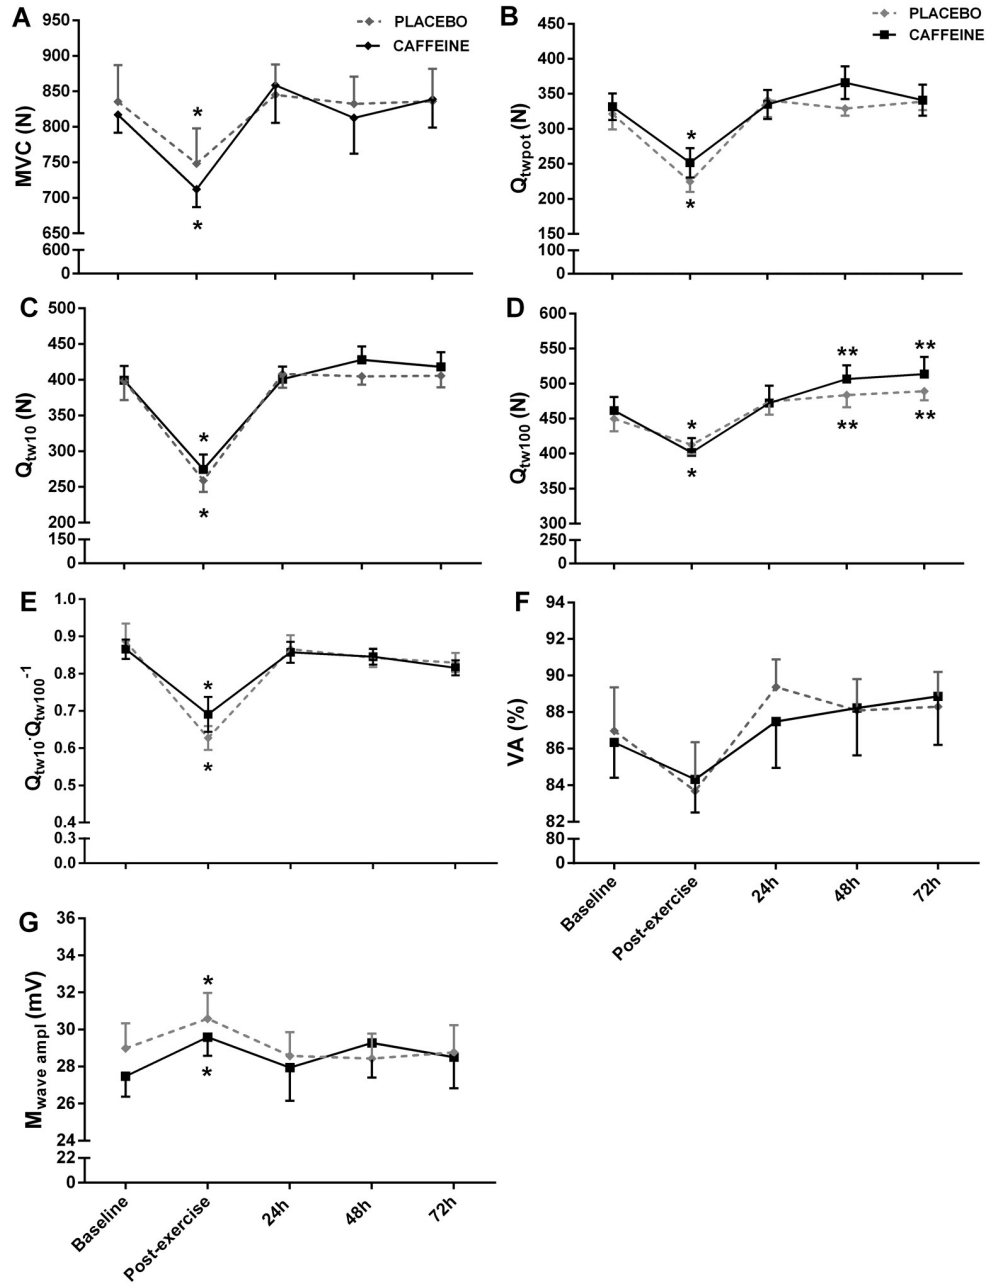 A
950
900
850
800
750
700
650
600
0
MVC (N)
PLACEBO
CAFFEINE
*
*
B
450
400
350
300
250
200
150
100
0
Qtwpot (N)
PLACEBO
CAFFEINE
*
*
C
500
450
400
350
300
250
200
150
0
Qtw10 (N)
*
*
D
600
550
500
450
400
350
300
250
0
Qtw100 (N)
*
*
**
**
**
**
E
1.0
0.9
0.8
0.7
0.6
0.5
0.4
0.3
0.0
Qtw10·Qtw100-1
*
*
F
94
92
90
88
86
84
82
80
0
VA (%)
Baseline
Post-exercise
24h
48h
72h
G
36
34
32
30
28
26
24
22
0
Mwave ampl (mV)
*
*
Baseline
Post-exercise
24h
48h
72h